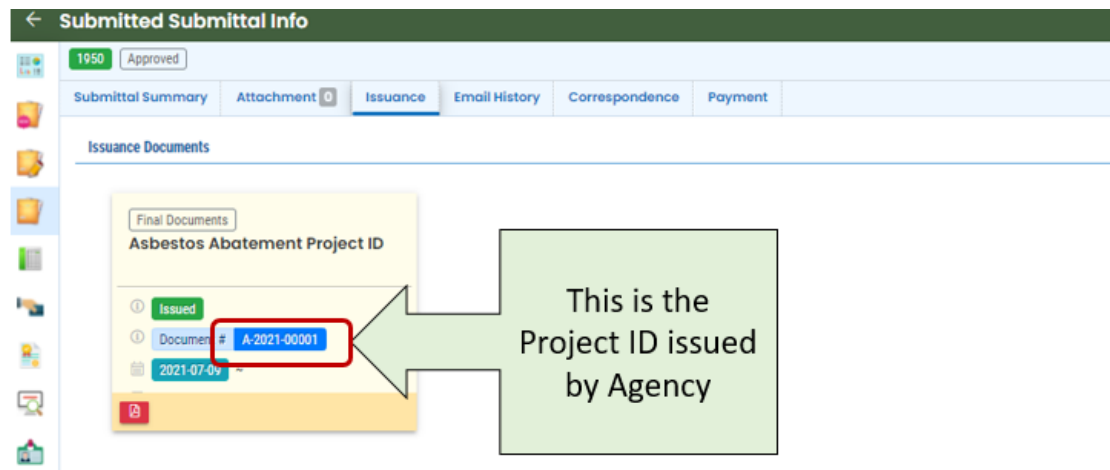 Submitted Submittal Info
1950 Approved
Submittal Summary Attachment 0 Issuance Email History Correspondence Payment
Issuance Documents
Final Documents
Asbestos Abatement Project ID
Issued
Documen # A-2021-00001
2021-07-09 ~
This is the
Project ID issued
by Agency